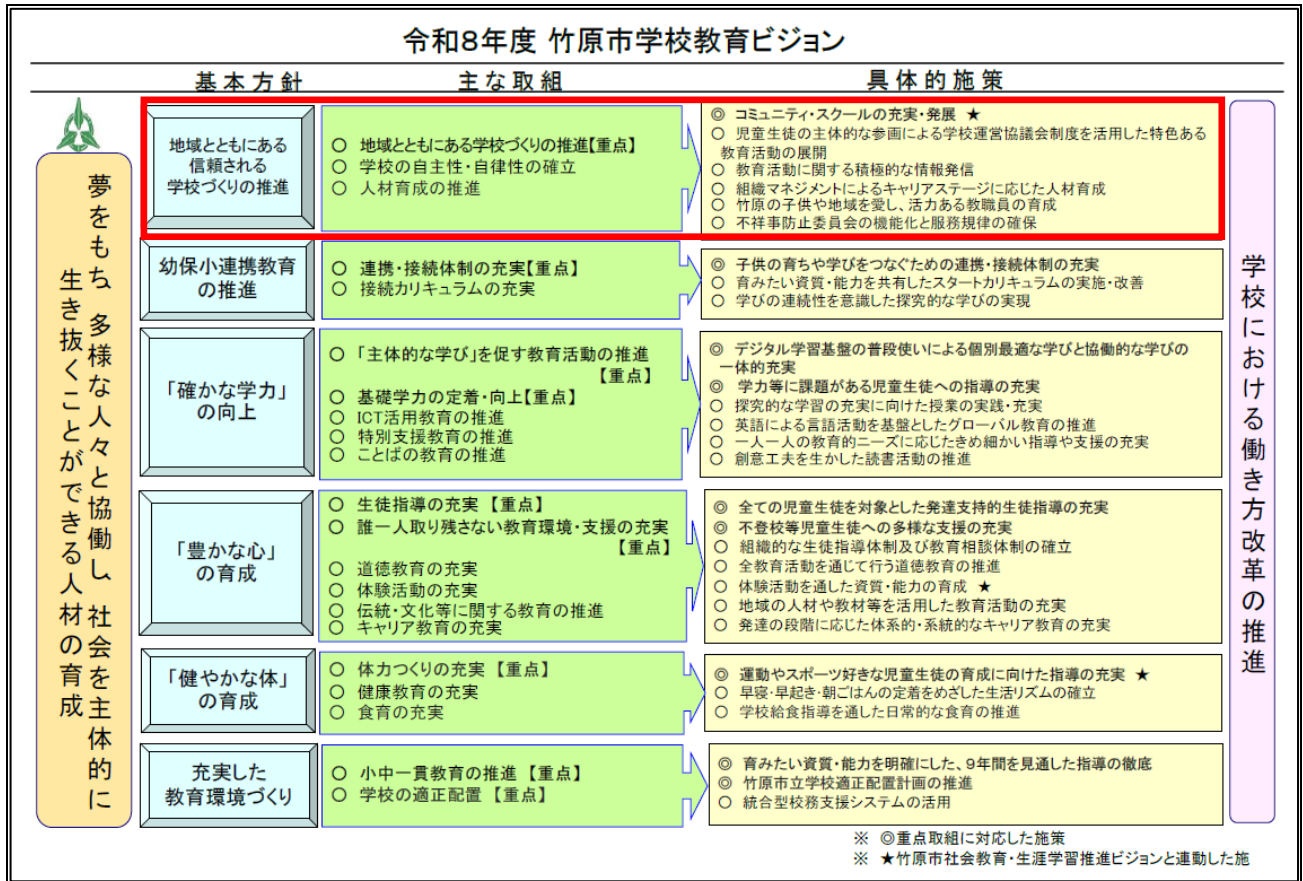 令和8年度 竹原市学校教育ビジョン
基本方針
主な取組
具体的施策
夢をもち、多様な人々と協働し、社会を主体的に
生き抜くことができる人材の育成
地域とともにある
信頼される
学校づくりの推進
○ 地域とともにある学校づくりの推進【重点】
○ 学校の自主性・自律性の確立
○ 人材育成の推進
◎ コミュニティ・スクールの充実・発展 ★
○ 児童生徒の主体的な参画による学校運営協議会制度を活用した特色ある
教育活動の展開
○ 教育活動に関する積極的な情報発信
○ 組織マネジメントによるキャリアステージに応じた人材育成
○ 竹原の子供や地域を愛し、活力ある教職員の育成
○ 不祥事防止委員会の機能化と服務規律の確保
幼保小連携教育
の推進
○ 連携・接続体制の充実【重点】
○ 接続カリキュラムの充実
◎ 子供の育ちや学びをつなぐための連携・接続体制の充実
○ 育みたい資質・能力を共有したスタートカリキュラムの実施・改善
○ 学びの連続性を意識した探究的な学びの実現
「確かな学力」
の向上
○ 「主体的な学び」を促す教育活動の推進
【重点】
○ 基礎学力の定着・向上【重点】
○ ICT活用教育の推進
○ 特別支援教育の推進
○ ことばの教育の推進
◎ デジタル学習基盤の普段使いによる個別最適な学びと協働的な学びの
一体的充実
◎ 学力等に課題がある児童生徒への指導の充実
○ 探究的な学習の充実に向けた授業の実践・充実
○ 英語による言語活動を基盤としたグローバル教育の推進
○ 一人一人の教育的ニーズに応じたきめ細かい指導や支援の充実
○ 創意工夫を生かした読書活動の推進
「豊かな心」
の育成
○ 生徒指導の充実 【重点】
○ 誰一人取り残さない教育環境・支援の充実
【重点】
○ 道徳教育の充実
○ 体験活動の充実
○ 伝統・文化等に関する教育の推進
○ キャリア教育の充実
◎ 全ての児童生徒を対象とした発達支持的生徒指導の充実
◎ 不登校等児童生徒への多様な支援の充実
○ 組織的な生徒指導体制及び教育相談体制の確立
○ 全教育活動を通じて行う道徳教育の推進
○ 体験活動を通した資質・能力の育成 ★
○ 地域の人材や教材等を活用した教育活動の充実
○ 発達の段階に応じた体系的・系統的なキャリア教育の充実
「健やかな体」
の育成
○ 体力つくりの充実 【重点】
○ 健康教育の充実
○ 食育の充実
◎ 運動やスポーツ好きな児童生徒の育成に向けた指導の充実 ★
○ 早寝・早起き・朝ごはんの定着をめざした生活リズムの確立
○ 学校給食指導を通した日常的な食育の推進
充実した
教育環境づくり
○ 小中一貫教育の推進 【重点】
○ 学校の適正配置 【重点】
◎ 育みたい資質・能力を明確にした、9年間を見通した指導の徹底
◎ 竹原市立学校適正配置計画の推進
○ 統合型校務支援システムの活用
学校における働き方改革の推進
※ ◎重点取組に対応した施策
※ ★竹原市社会教育・生涯学習推進ビジョンと連動した施